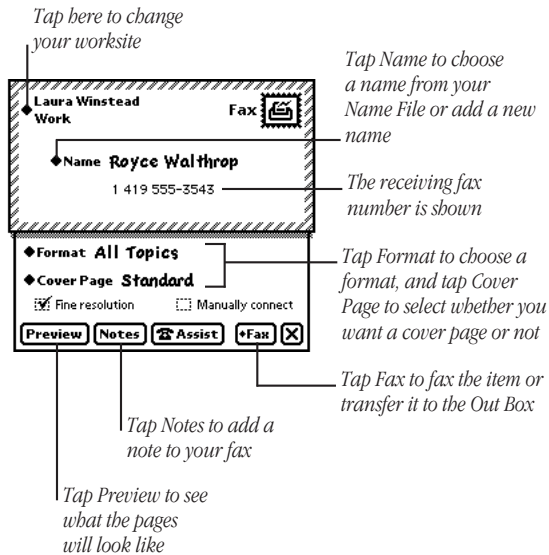 Tap here to change
your worksite
Tap Name to choose
a name from your
Name File or add a new
name
◆Laura Winstead
Work
Fax
◆Name Royce Walthrop
1 419 555-3543
The receiving fax
number is shown
◆Format All Topics
◆Cover Page Standard
Fine resolution
Manually connect
Tap Format to choose a
format, and tap Cover
Page to select whether you
want a cover page or not
Preview Notes ☎Assist ◆Fax X
Tap Fax to fax the item or
transfer it to the Out Box
Tap Notes to add a
note to your fax
Tap Preview to see
what the pages
will look like